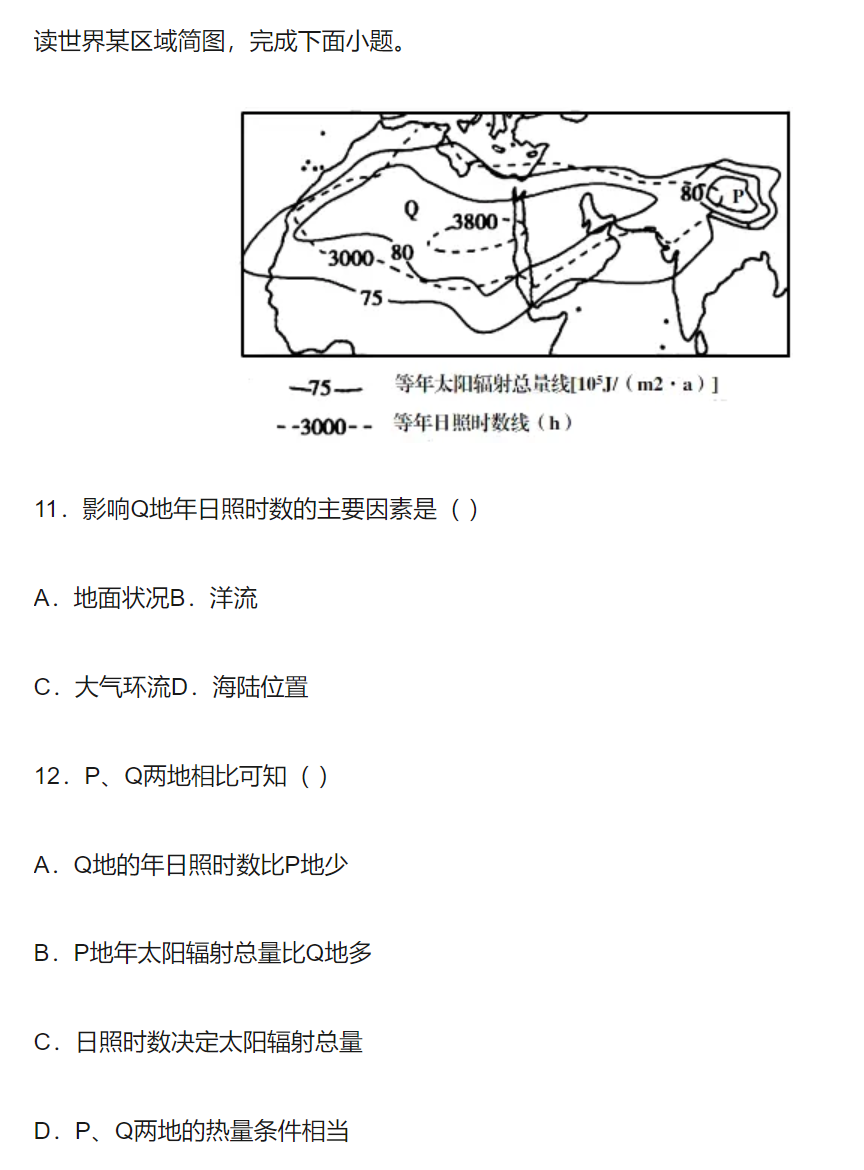 读世界某区域简图，完成下面小题。
Q
3800
80
P
3000
80
75
—75— 等年太阳辐射总量线[10⁵J/（m2·a）]
- -3000- - 等年日照时数线（h）
11．影响Q地年日照时数的主要因素是（ ）
A．地面状况B．洋流
C．大气环流D．海陆位置
12．P、Q两地相比可知（ ）
A．Q地的年日照时数比P地少
B．P地年太阳辐射总量比Q地多
C．日照时数决定太阳辐射总量
D．P、Q两地的热量条件相当